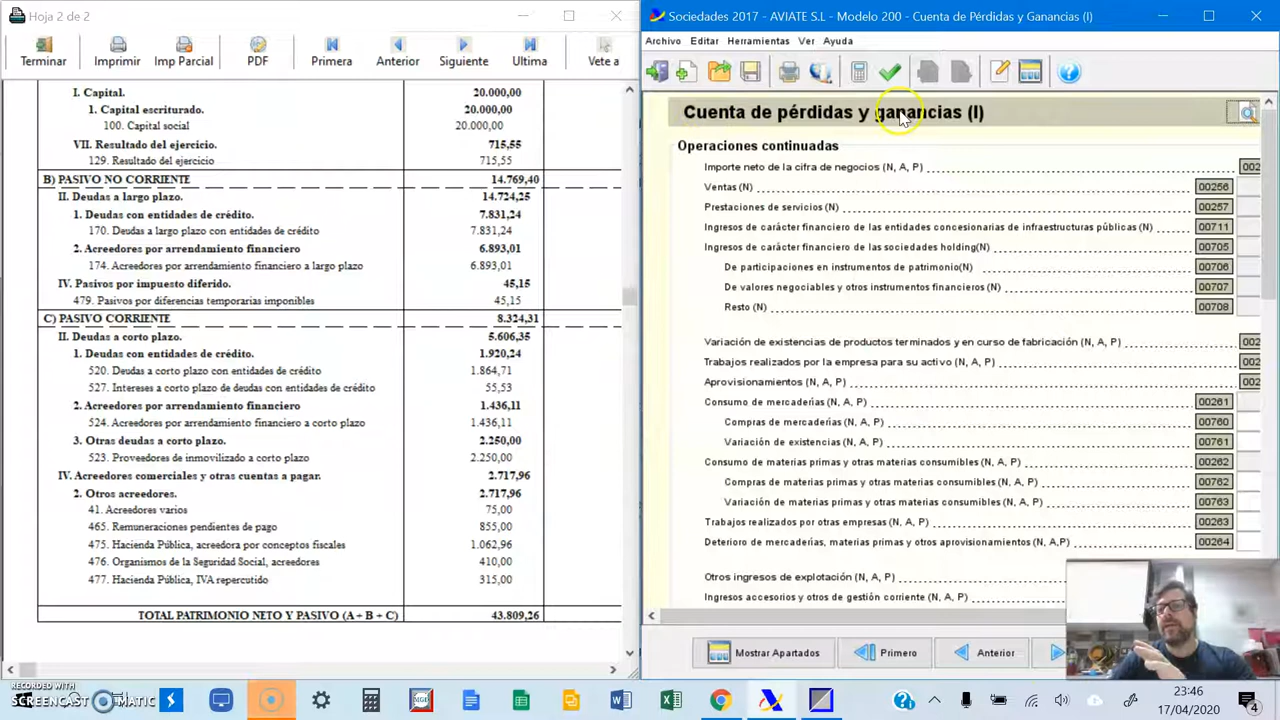 Hoja 2 de 2
Terminar
Imprimir
Imp Parcial
PDF
Primera
Anterior
Siguiente
Ultima
Vete a
I. Capital. 20.000,00
1. Capital escriturado. 20.000,00
100. Capital social 20.000,00
VII. Resultado del ejercicio. 715,55
129. Resultado del ejercicio 715,55
B) PASIVO NO CORRIENTE 14.769,40
II. Deudas a largo plazo. 14.724,25
1. Deudas con entidades de crédito. 7.831,24
170. Deudas a largo plazo con entidades de crédito 7.831,24
2. Acreedores por arrendamiento financiero 6.893,01
174. Acreedores por arrendamiento financiero a largo plazo 6.893,01
IV. Pasivos por impuesto diferido. 45,15
479. Pasivos por diferencias temporarias imponibles 45,15
C) PASIVO CORRIENTE 8.324,31
II. Deudas a corto plazo. 5.606,35
1. Deudas con entidades de crédito. 1.920,24
520. Deudas a corto plazo con entidades de crédito 1.864,71
527. Intereses a corto plazo de deudas con entidades de crédito 55,53
2. Acreedores por arrendamiento financiero 1.436,11
524. Acreedores por arrendamiento financiero a corto plazo 1.436,11
3. Otras deudas a corto plazo. 2.250,00
523. Proveedores de inmovilizado a corto plazo 2.250,00
IV. Acreedores comerciales y otras cuentas a pagar. 2.717,96
2. Otros acreedores. 2.717,96
41. Acreedores varios 75,00
465. Remuneraciones pendientes de pago 855,00
475. Hacienda Pública, acreedora por conceptos fiscales 1.062,96
476. Organismos de la Seguridad Social, acreedores 410,00
477. Hacienda Pública, IVA repercutido 315,00
TOTAL PATRIMONIO NETO Y PASIVO (A + B + C) 43.809,26
Sociedades 2017 - AVIATE S.L - Modelo 200 - Cuenta de Pérdidas y Ganancias (I)
Archivo Editar Herramientas Ver Ayuda
Cuenta de pérdidas y ganancias (I)
Operaciones continuadas
Importe neto de la cifra de negocios (N, A, P) 002
Ventas (N) 00256
Prestaciones de servicios (N) 00257
Ingresos de carácter financiero de las entidades concesionarias de infraestructuras públicas (N) 00711
Ingresos de carácter financiero de las sociedades holding(N) 00705
De participaciones en instrumentos de patrimonio(N) 00706
De valores negociables y otros instrumentos financieros (N) 00707
Resto (N) 00708
Variación de existencias de productos terminados y en curso de fabricación (N, A, P) 002
Trabajos realizados por la empresa para su activo (N, A, P) 002
Aprovisionamientos (N, A, P) 002
Consumo de mercaderías (N, A, P) 00261
Compras de mercaderías (N, A, P) 00760
Variación de existencias (N, A, P) 00761
Consumo de materias primas y otras materias consumibles (N, A, P) 00262
Compras de materias primas y otras materias consumibles (N, A, P) 00762
Variación de materias primas y otras materias consumibles (N, A, P) 00763
Trabajos realizados por otras empresas (N, A, P) 00263
Deterioro de mercaderías, materias primas y otros aprovisionamientos (N, A,P) 00264
Otros ingresos de explotación (N, A, P)
Ingresos accesorios y otros de gestión corriente (N, A, P)
Mostrar Apartados
Primero
Anterior
RECORDED WITH
SCREENCAST MATIC
23:46
17/04/2020
4